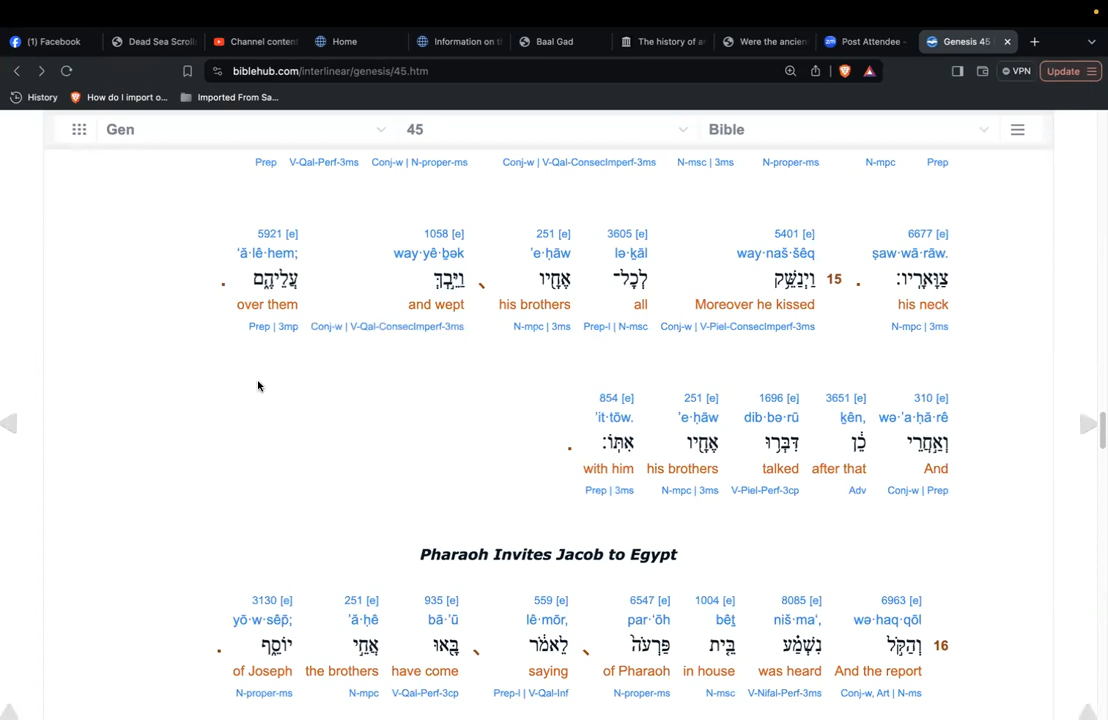 (1) Facebook
Dead Sea Scroll
Channel content
Home
Information on t
Baal Gad
The history of a
Were the ancien
Post Attendee -
Genesis 45
biblehub.com/interlinear/genesis/45.htm
VPN
Update
History
How do I import o...
Imported From Sa...
Gen 45 Bible
Prep V-Qal-Perf-3ms Conj-w | N-proper-ms Conj-w | V-Qal-ConsecImperf-3ms N-msc | 3ms N-proper-ms N-mpc Prep
5921 [e] 1058 [e] 251 [e] 3605 [e] 5401 [e] 6677 [e]
‘ă·lê·hem; way·yê·ḇək ’e·ḥāw lə·ḵāl way·naš·šêq ṣaw·wā·rāw.
צַוָּארָֽיו׃ . 15 וַיְנַשֵּׁ֥ק לְכָל־ אֶחָ֖יו 、 וַיֵּ֣בְךְּ עֲלֵיהֶ֑ם .
over them and wept his brothers all Moreover he kissed his neck
Prep | 3mp Conj-w | V-Qal-ConsecImperf-3ms N-mpc | 3ms Prep-l | N-msc Conj-w | V-Piel-ConsecImperf-3ms N-mpc | 3ms
854 [e] 251 [e] 1696 [e] 3651 [e] 310 [e]
’it·tōw. ’e·ḥāw dib·bə·rū ḵên, wə·’a·ḥă·rê
וְאַ֣חֲרֵי כֵ֔ן דִּבְּר֥וּ אֶחָ֖יו אִתּֽוֹ׃ .
with him his brothers talked after that And
Prep | 3ms N-mpc | 3ms V-Piel-Perf-3cp Adv Conj-w | Prep
Pharaoh Invites Jacob to Egypt
3130 [e] 251 [e] 935 [e] 559 [e] 6547 [e] 1004 [e] 8085 [e] 6963 [e]
yō·w·sêp̄; ’ă·ḥê bā·’ū lê·mōr, par·‘ōh bêṯ niš·ma‘, wə·haq·qōl
16 וְהַקֹּ֣ל נִשְׁמַ֗ע בֵּ֤ית פַּרְעֹה֙ 、 לֵאמֹ֔ר 、 בָּ֖אוּ אֲחֵ֣י יוֹסֵ֑ף .
of Joseph the brothers have come saying of Pharaoh in house was heard And the report
N-proper-ms N-mpc V-Qal-Perf-3cp Prep-l | V-Qal-Inf N-proper-ms N-msc V-Nifal-Perf-3ms Conj-w, Art | N-ms